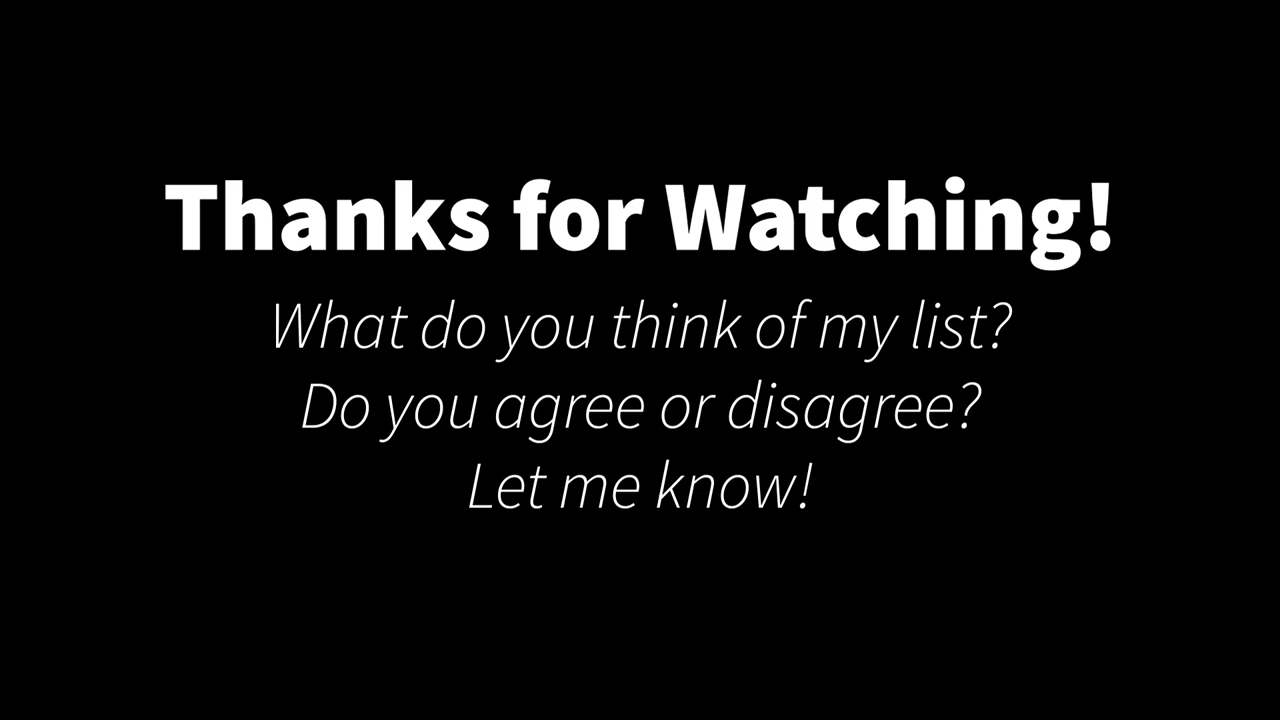 Thanks for Watching!
What do you think of my list?
Do you agree or disagree?
Let me know!